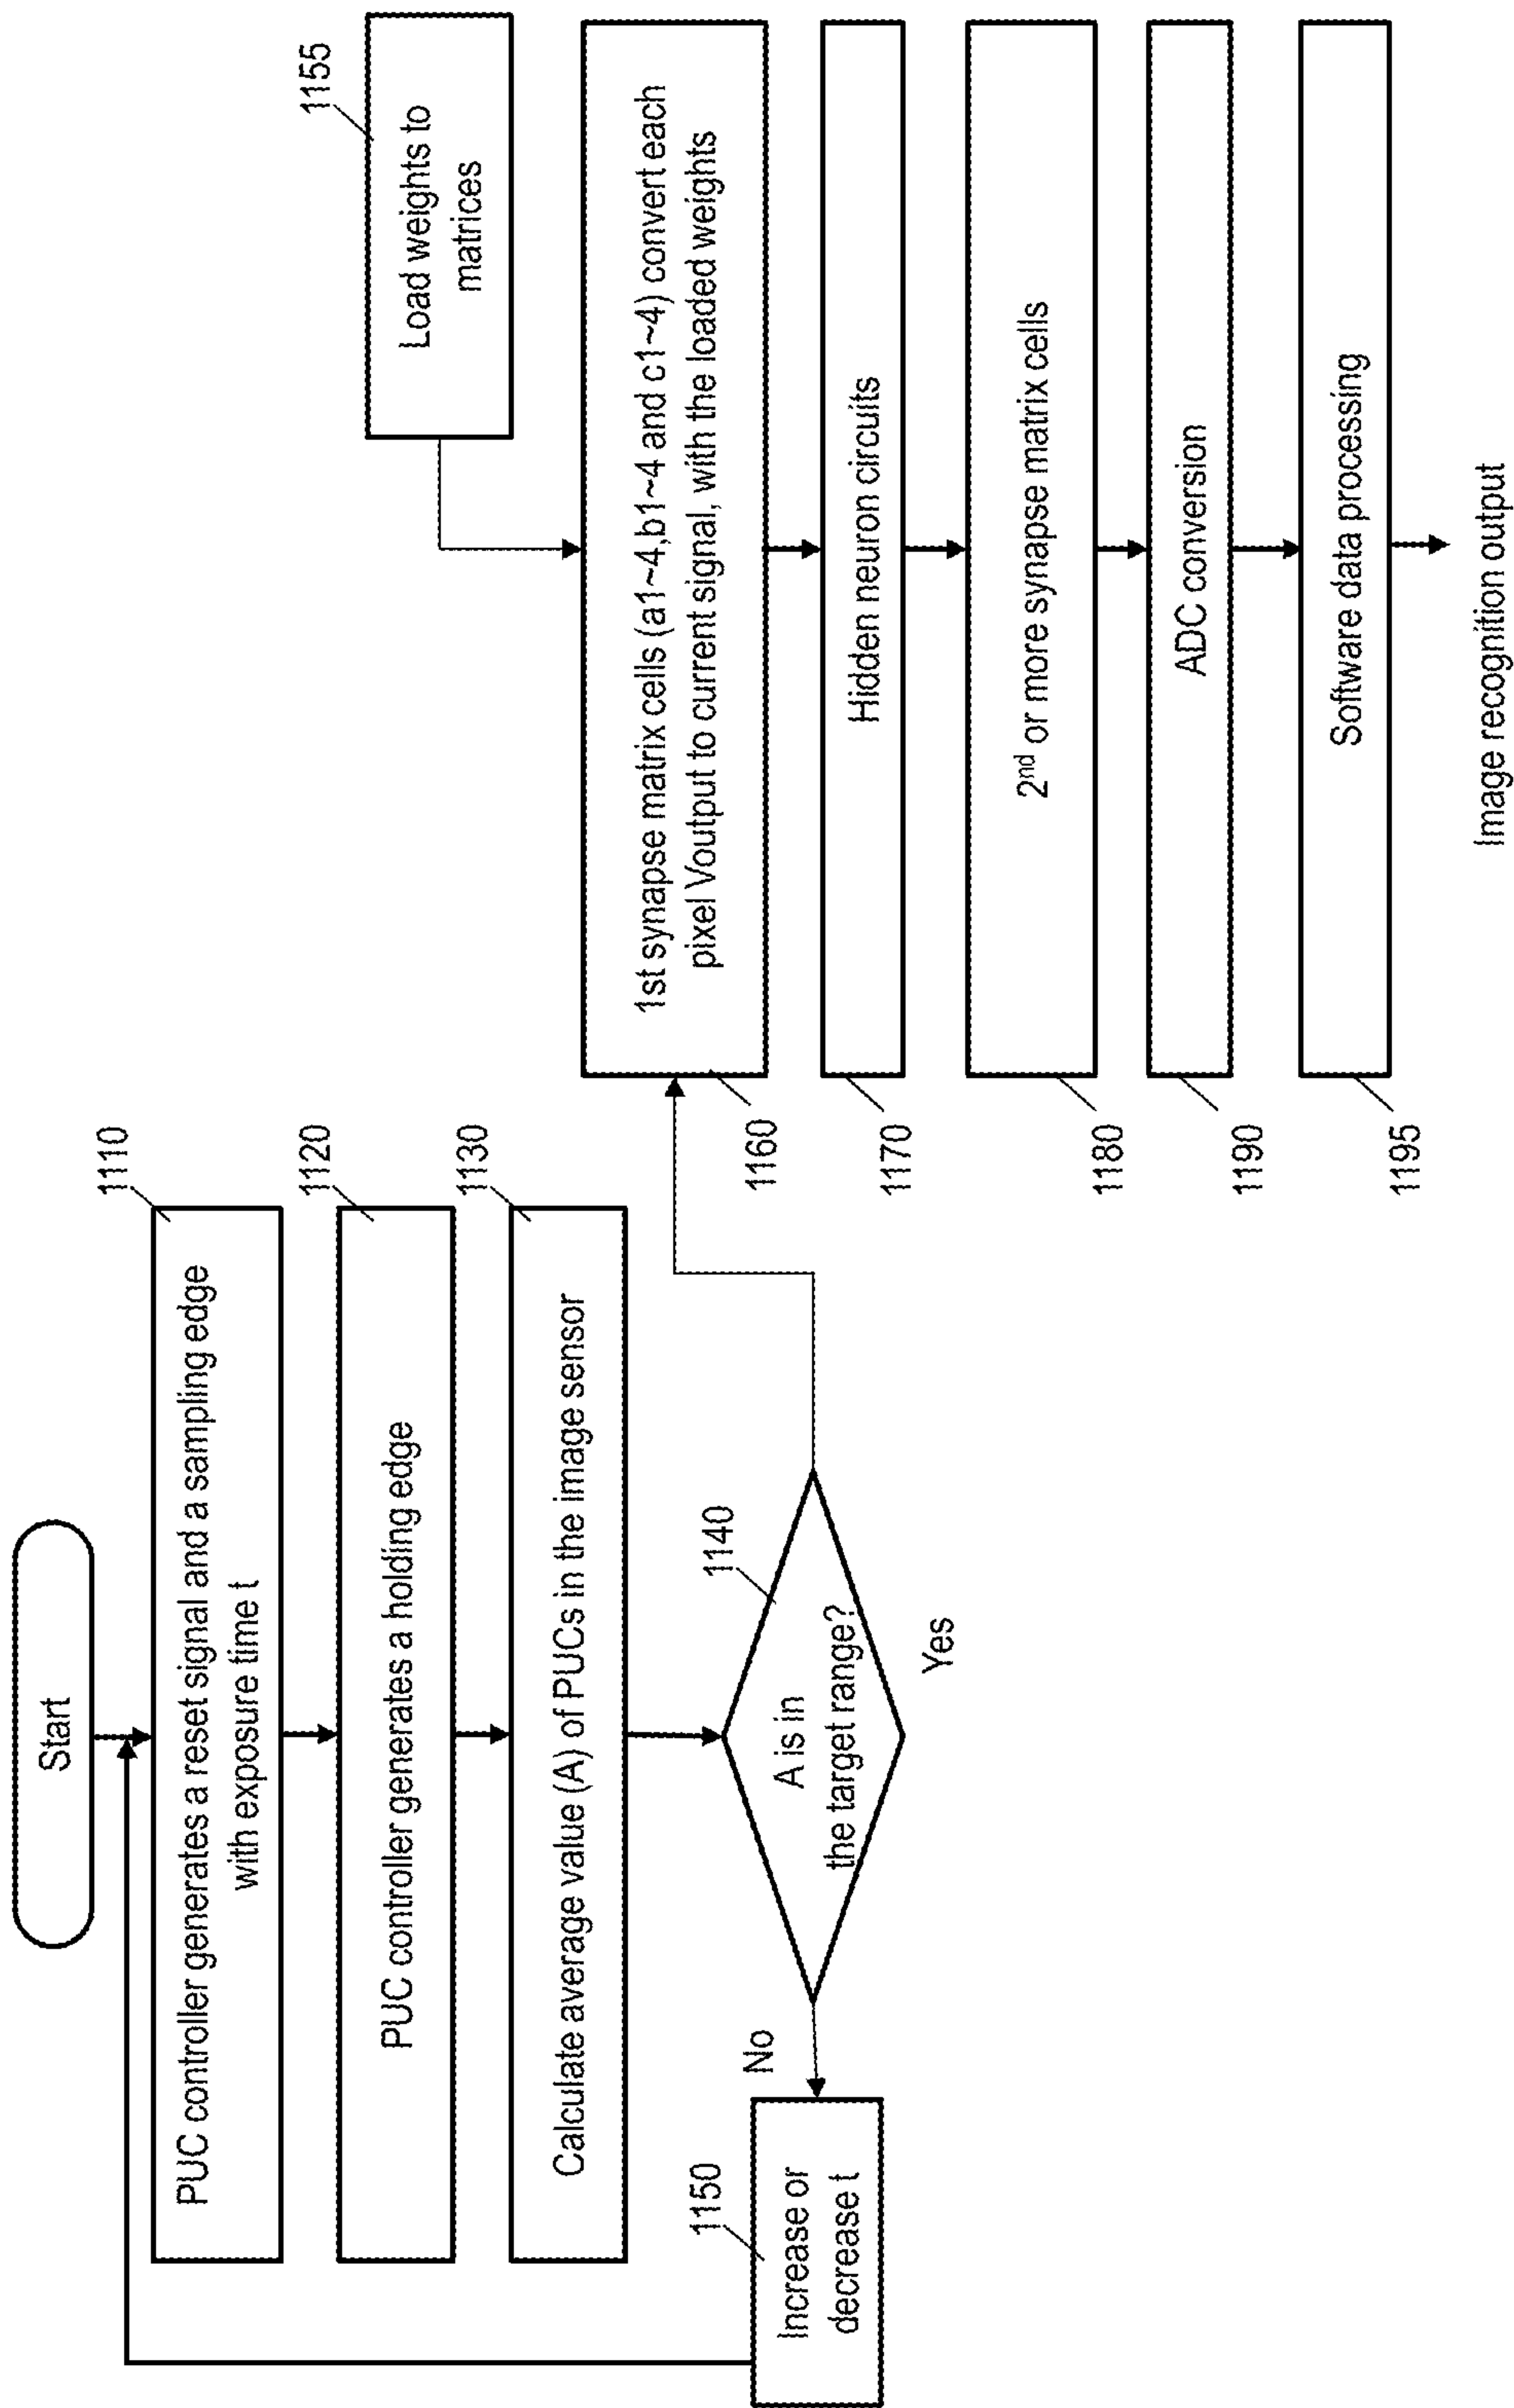 Start
1110
PUC controller generates a reset signal and a sampling edge
with exposure time t
1120
PUC controller generates a holding edge
1130
Calculate average value (A) of PUCs in the image sensor
1140
A is in
the target range?
No
Yes
1150
Increase or
decrease t
1155
Load weights to
matrices
1160
1st synapse matrix cells (a1~4,b1~4 and c1~4) convert each
pixel Voutput to current signal, with the loaded weights
1170
Hidden neuron circuits
1180
2nd or more synapse matrix cells
1190
ADC conversion
1195
Software data processing
Image recognition output